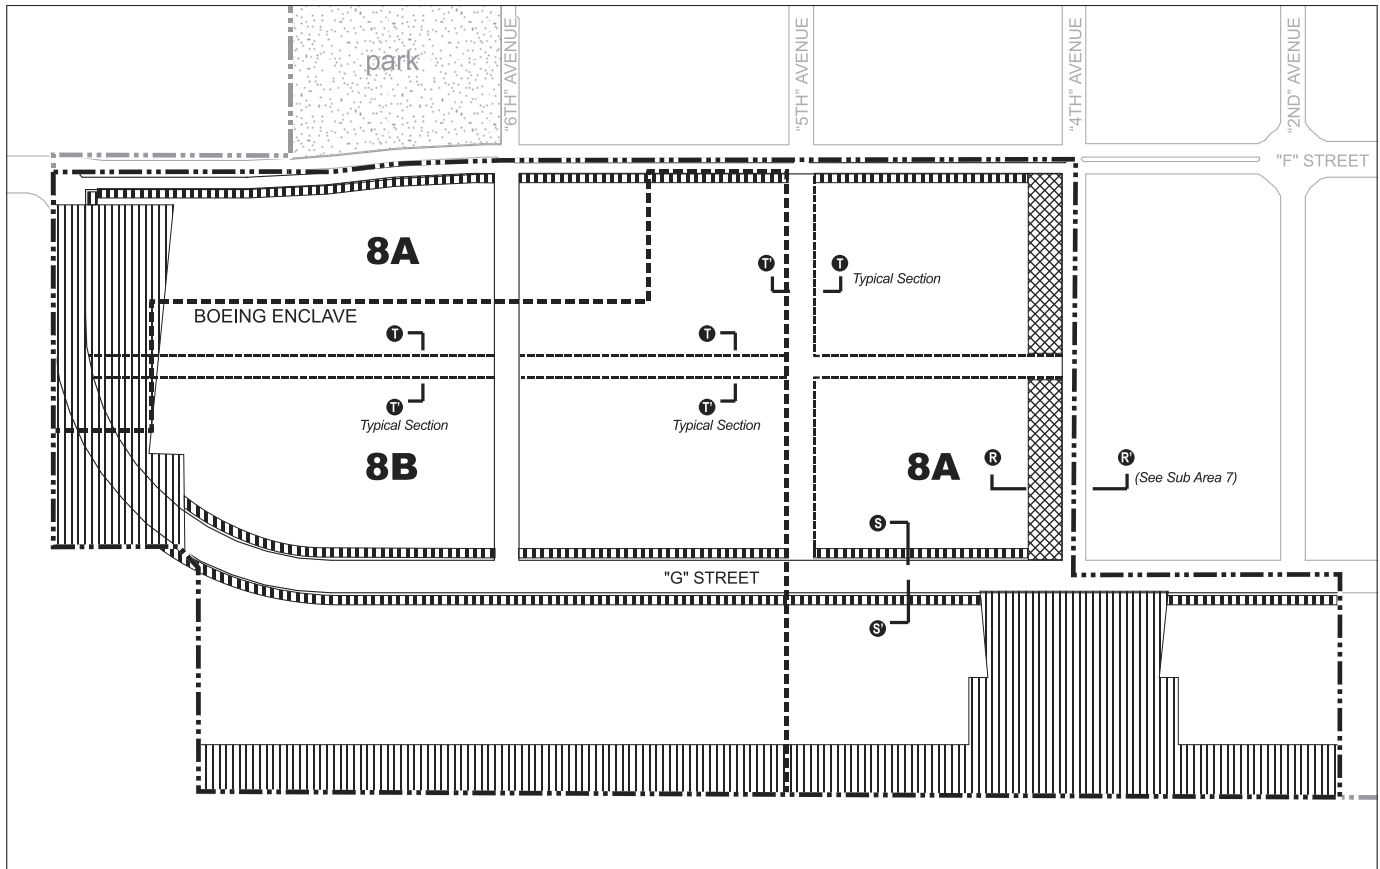 park
"6TH" AVENUE
"5TH" AVENUE
"4TH" AVENUE
"2ND" AVENUE
"F" STREET
8A
T' T
Typical Section
BOEING ENCLAVE
T
T
T'
T'
Typical Section
Typical Section
8B
8A
R
R'
(See Sub Area 7)
S
"G" STREET
S'